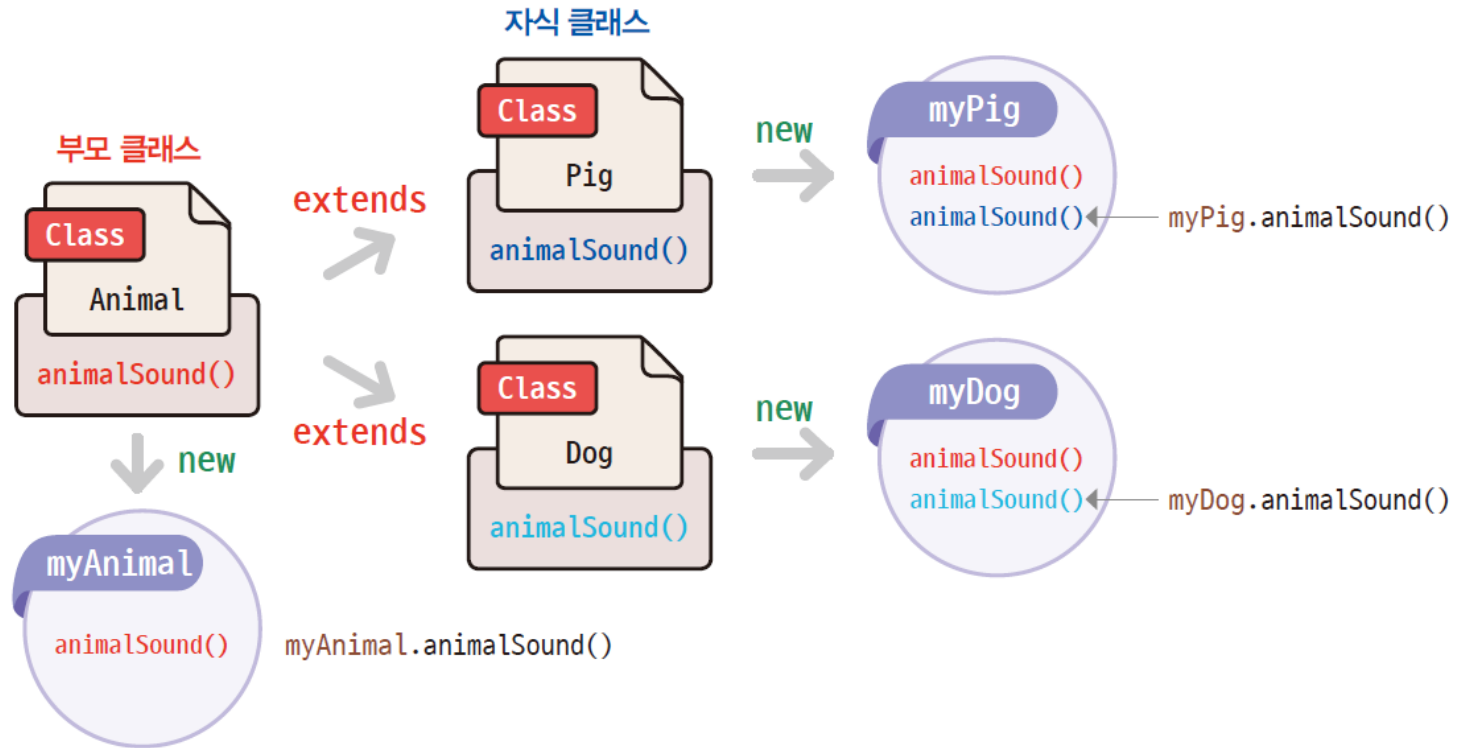 자식 클래스
Class
Pig
animalSound()
new
myPig
animalSound()
animalSound()
myPig.animalSound()
부모 클래스
Class
Animal
animalSound()
extends
extends
Class
Dog
animalSound()
new
myDog
animalSound()
animalSound()
myDog.animalSound()
new
myAnimal
animalSound()
myAnimal.animalSound()